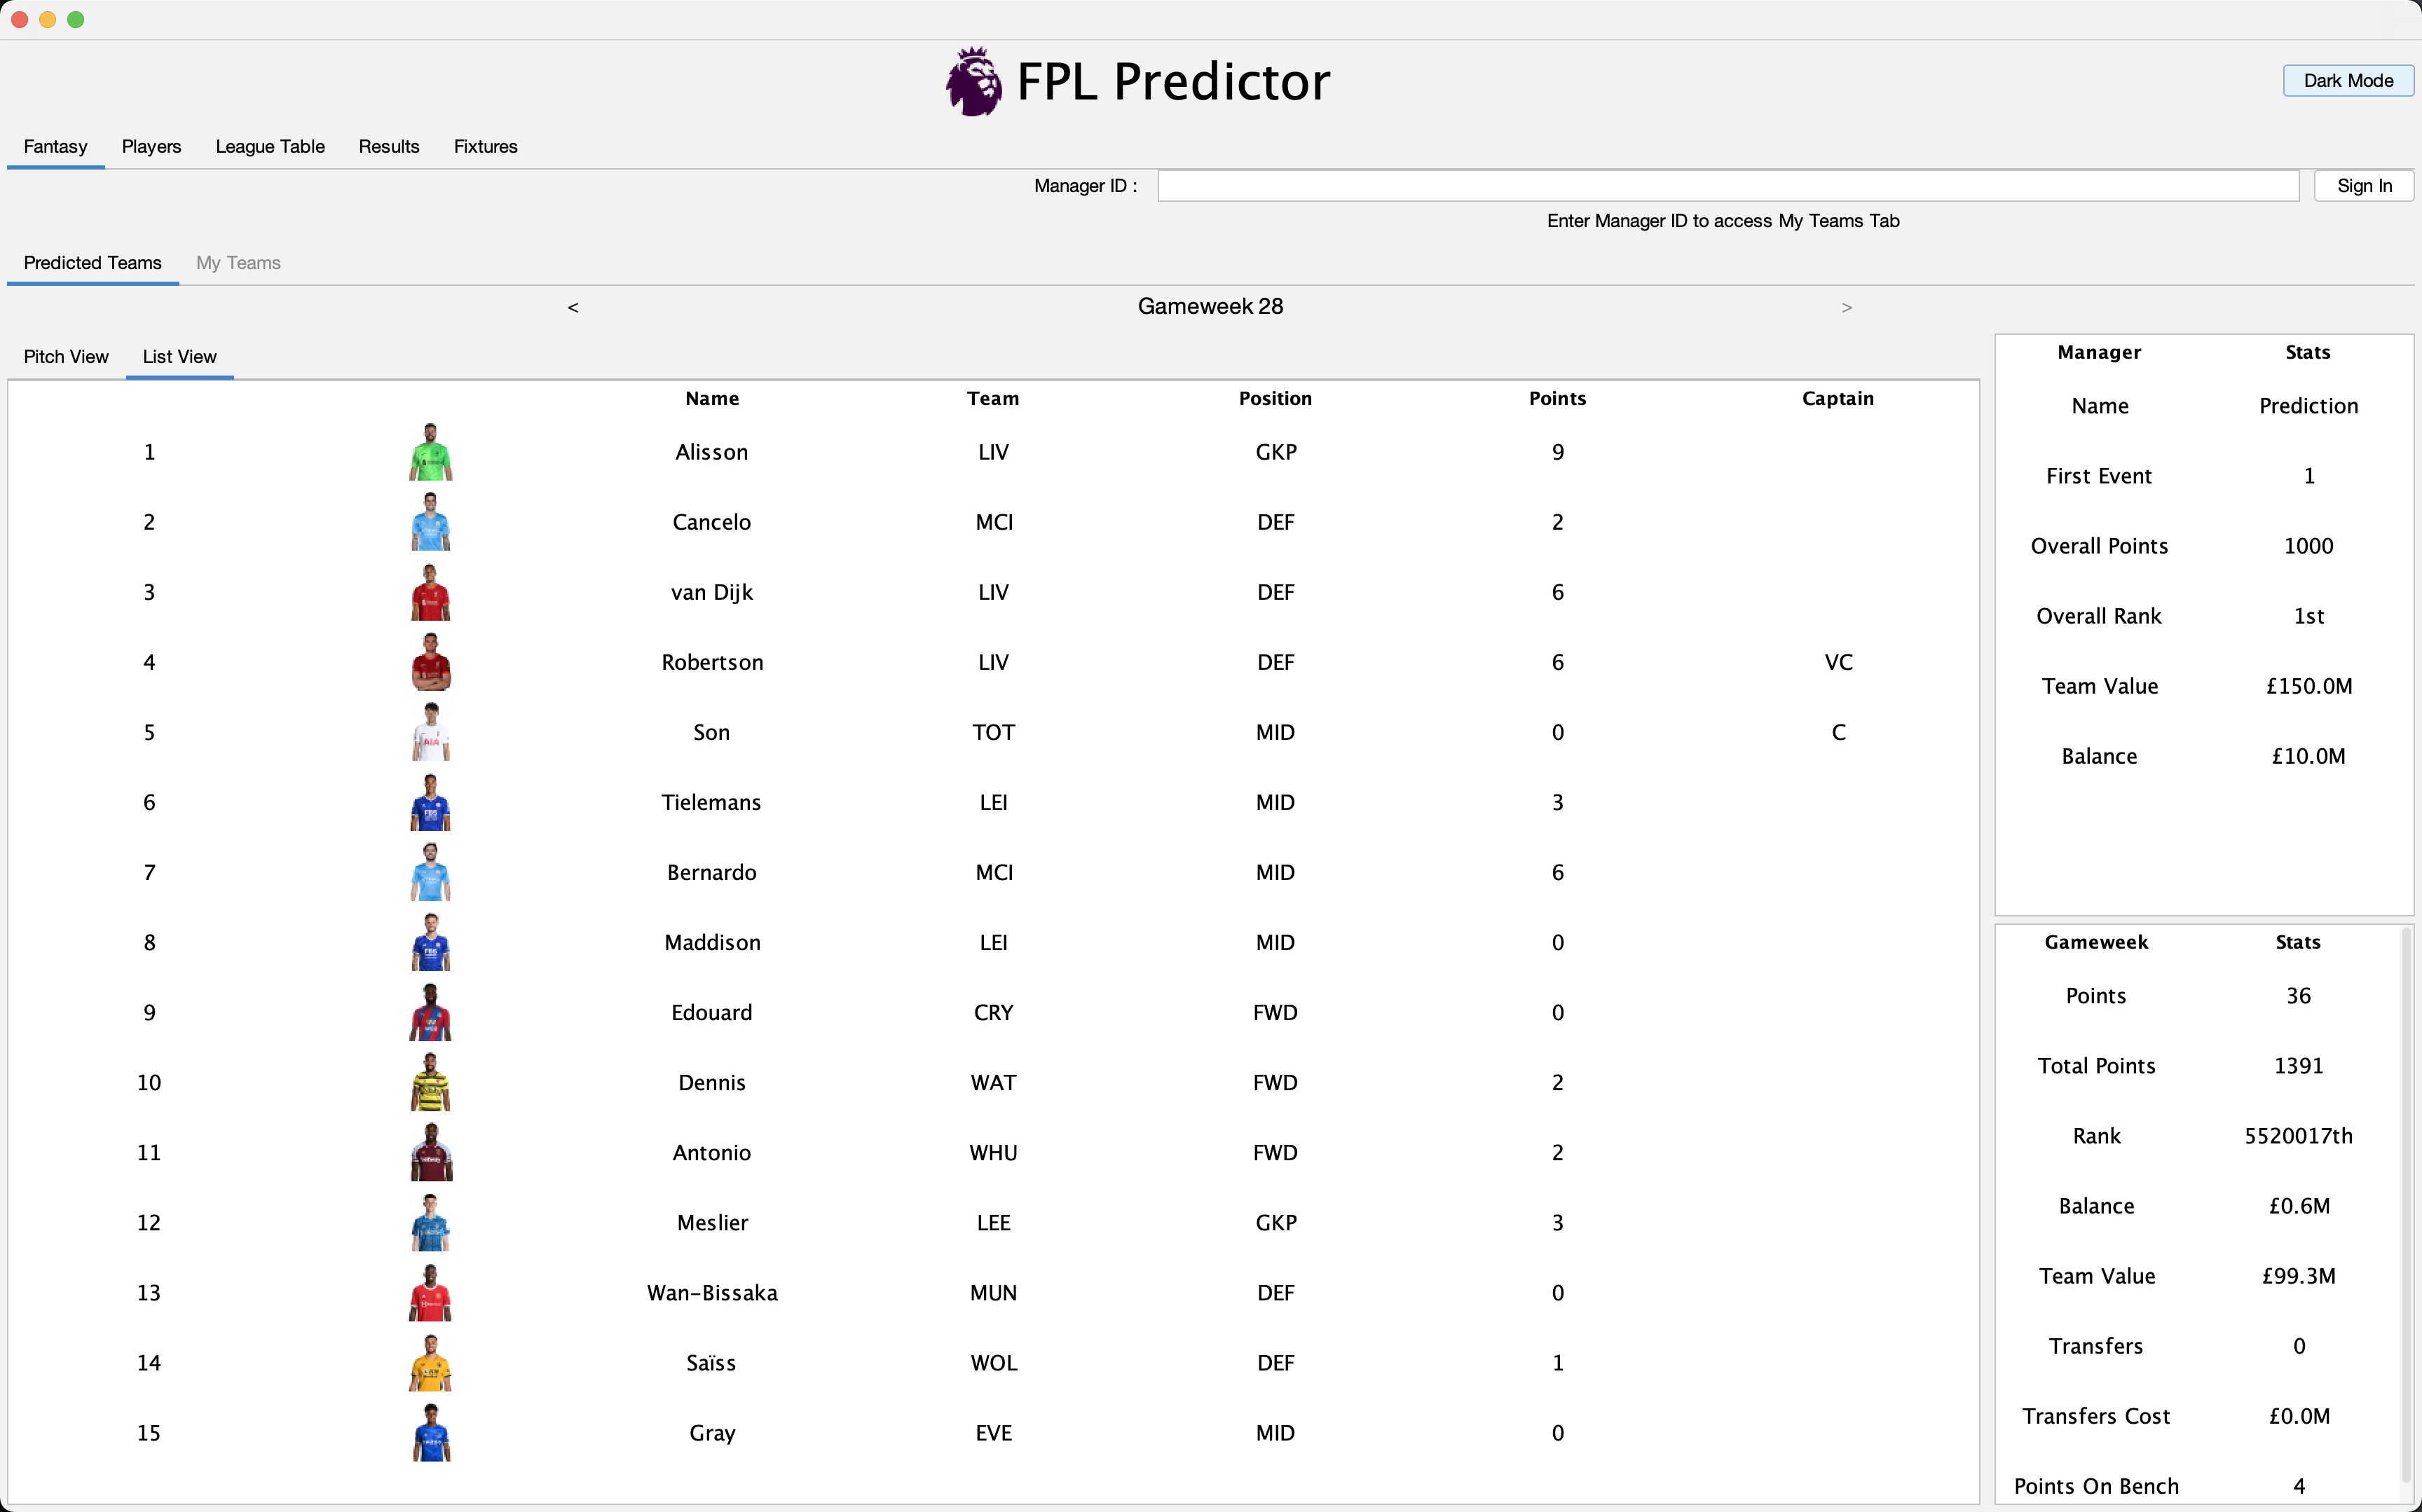 FPL Predictor
Dark Mode
Fantasy Players League Table Results Fixtures
Manager ID : Sign In
Enter Manager ID to access My Teams Tab
Predicted Teams My Teams
< Gameweek 28 >
Pitch View List View
Name Team Position Points Captain
1 Alisson LIV GKP 9
2 Cancelo MCI DEF 2
3 van Dijk LIV DEF 6
4 Robertson LIV DEF 6 VC
5 Son TOT MID 0 C
6 Tielemans LEI MID 3
7 Bernardo MCI MID 6
8 Maddison LEI MID 0
9 Edouard CRY FWD 0
10 Dennis WAT FWD 2
11 Antonio WHU FWD 2
12 Meslier LEE GKP 3
13 Wan-Bissaka MUN DEF 0
14 Saïss WOL DEF 1
15 Gray EVE MID 0
Manager Stats
Name Prediction
First Event 1
Overall Points 1000
Overall Rank 1st
Team Value £150.0M
Balance £10.0M
Gameweek Stats
Points 36
Total Points 1391
Rank 5520017th
Balance £0.6M
Team Value £99.3M
Transfers 0
Transfers Cost £0.0M
Points On Bench 4